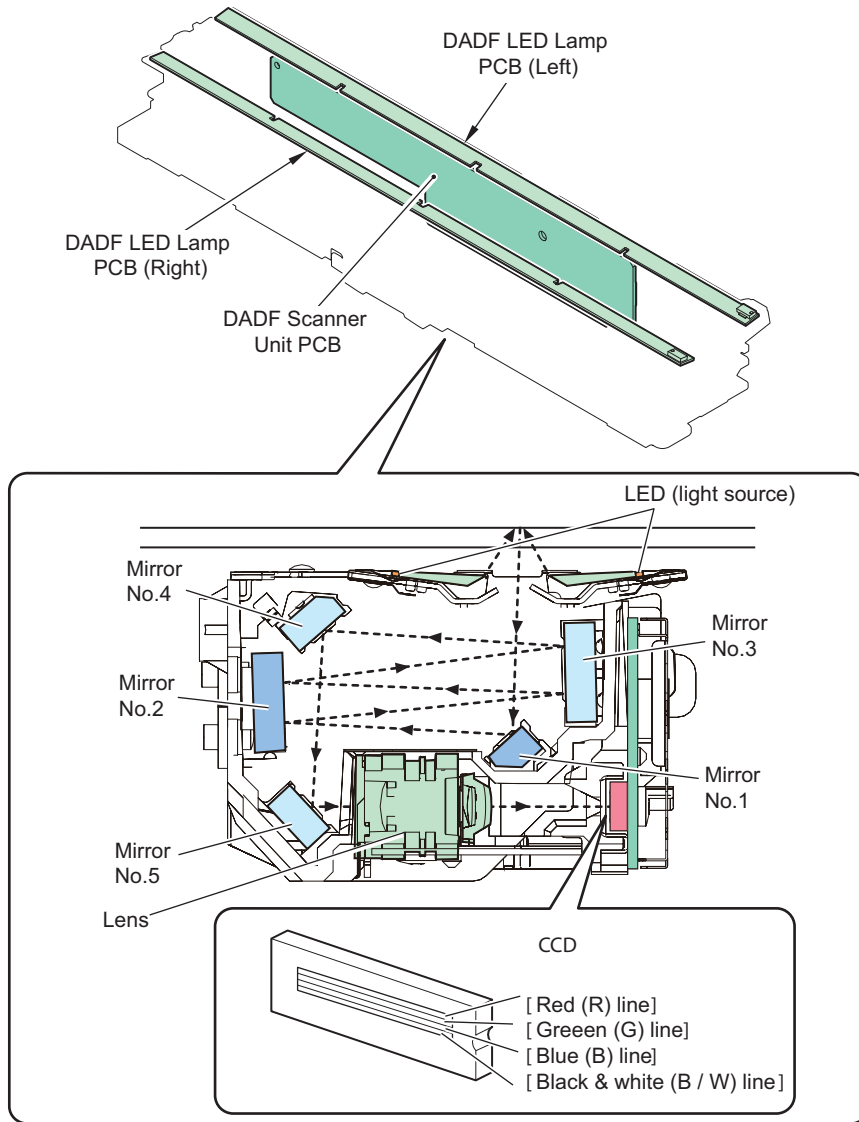 DADF LED Lamp
PCB (Left)
DADF LED Lamp
PCB (Right)
DADF Scanner
Unit PCB
LED (light source)
Mirror
No.4
Mirror
No.3
Mirror
No.2
Mirror
No.1
Mirror
No.5
Lens
CCD
[Red (R) line]
[Greeen (G) line]
[Blue (B) line]
[Black & white (B / W) line]